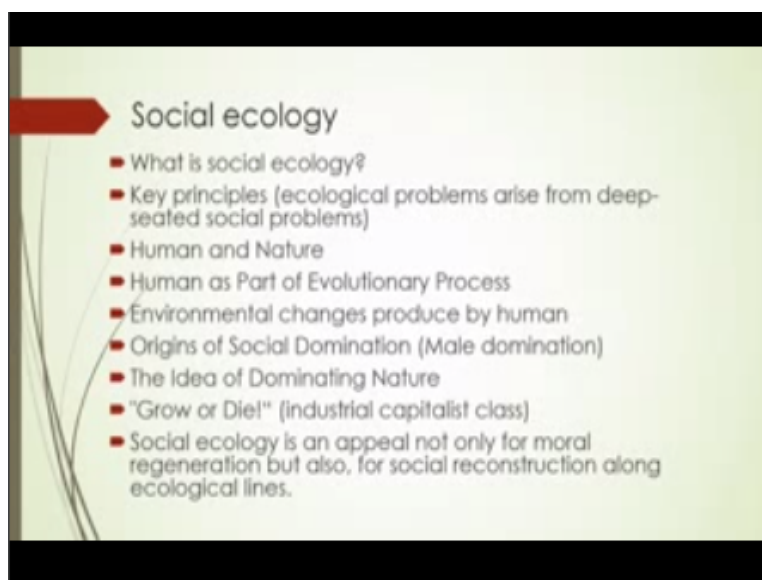 Social ecology
What is social ecology?
Key principles (ecological problems arise from deep-
seated social problems)
Human and Nature
Human as Part of Evolutionary Process
Environmental changes produce by human
Origins of Social Domination (Male domination)
The Idea of Dominating Nature
"Grow or Die!" (industrial capitalist class)
Social ecology is an appeal not only for moral
regeneration but also, for social reconstruction along
ecological lines.